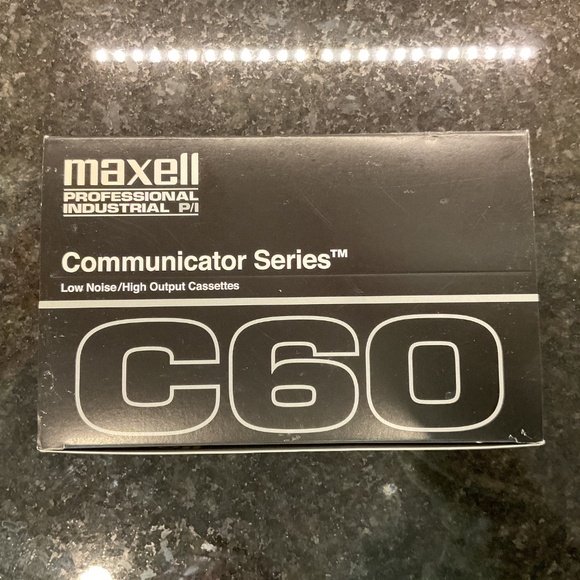 maxell
PROFESSIONAL
INDUSTRIAL P/I
Communicator Series™
Low Noise/High Output Cassettes
C60